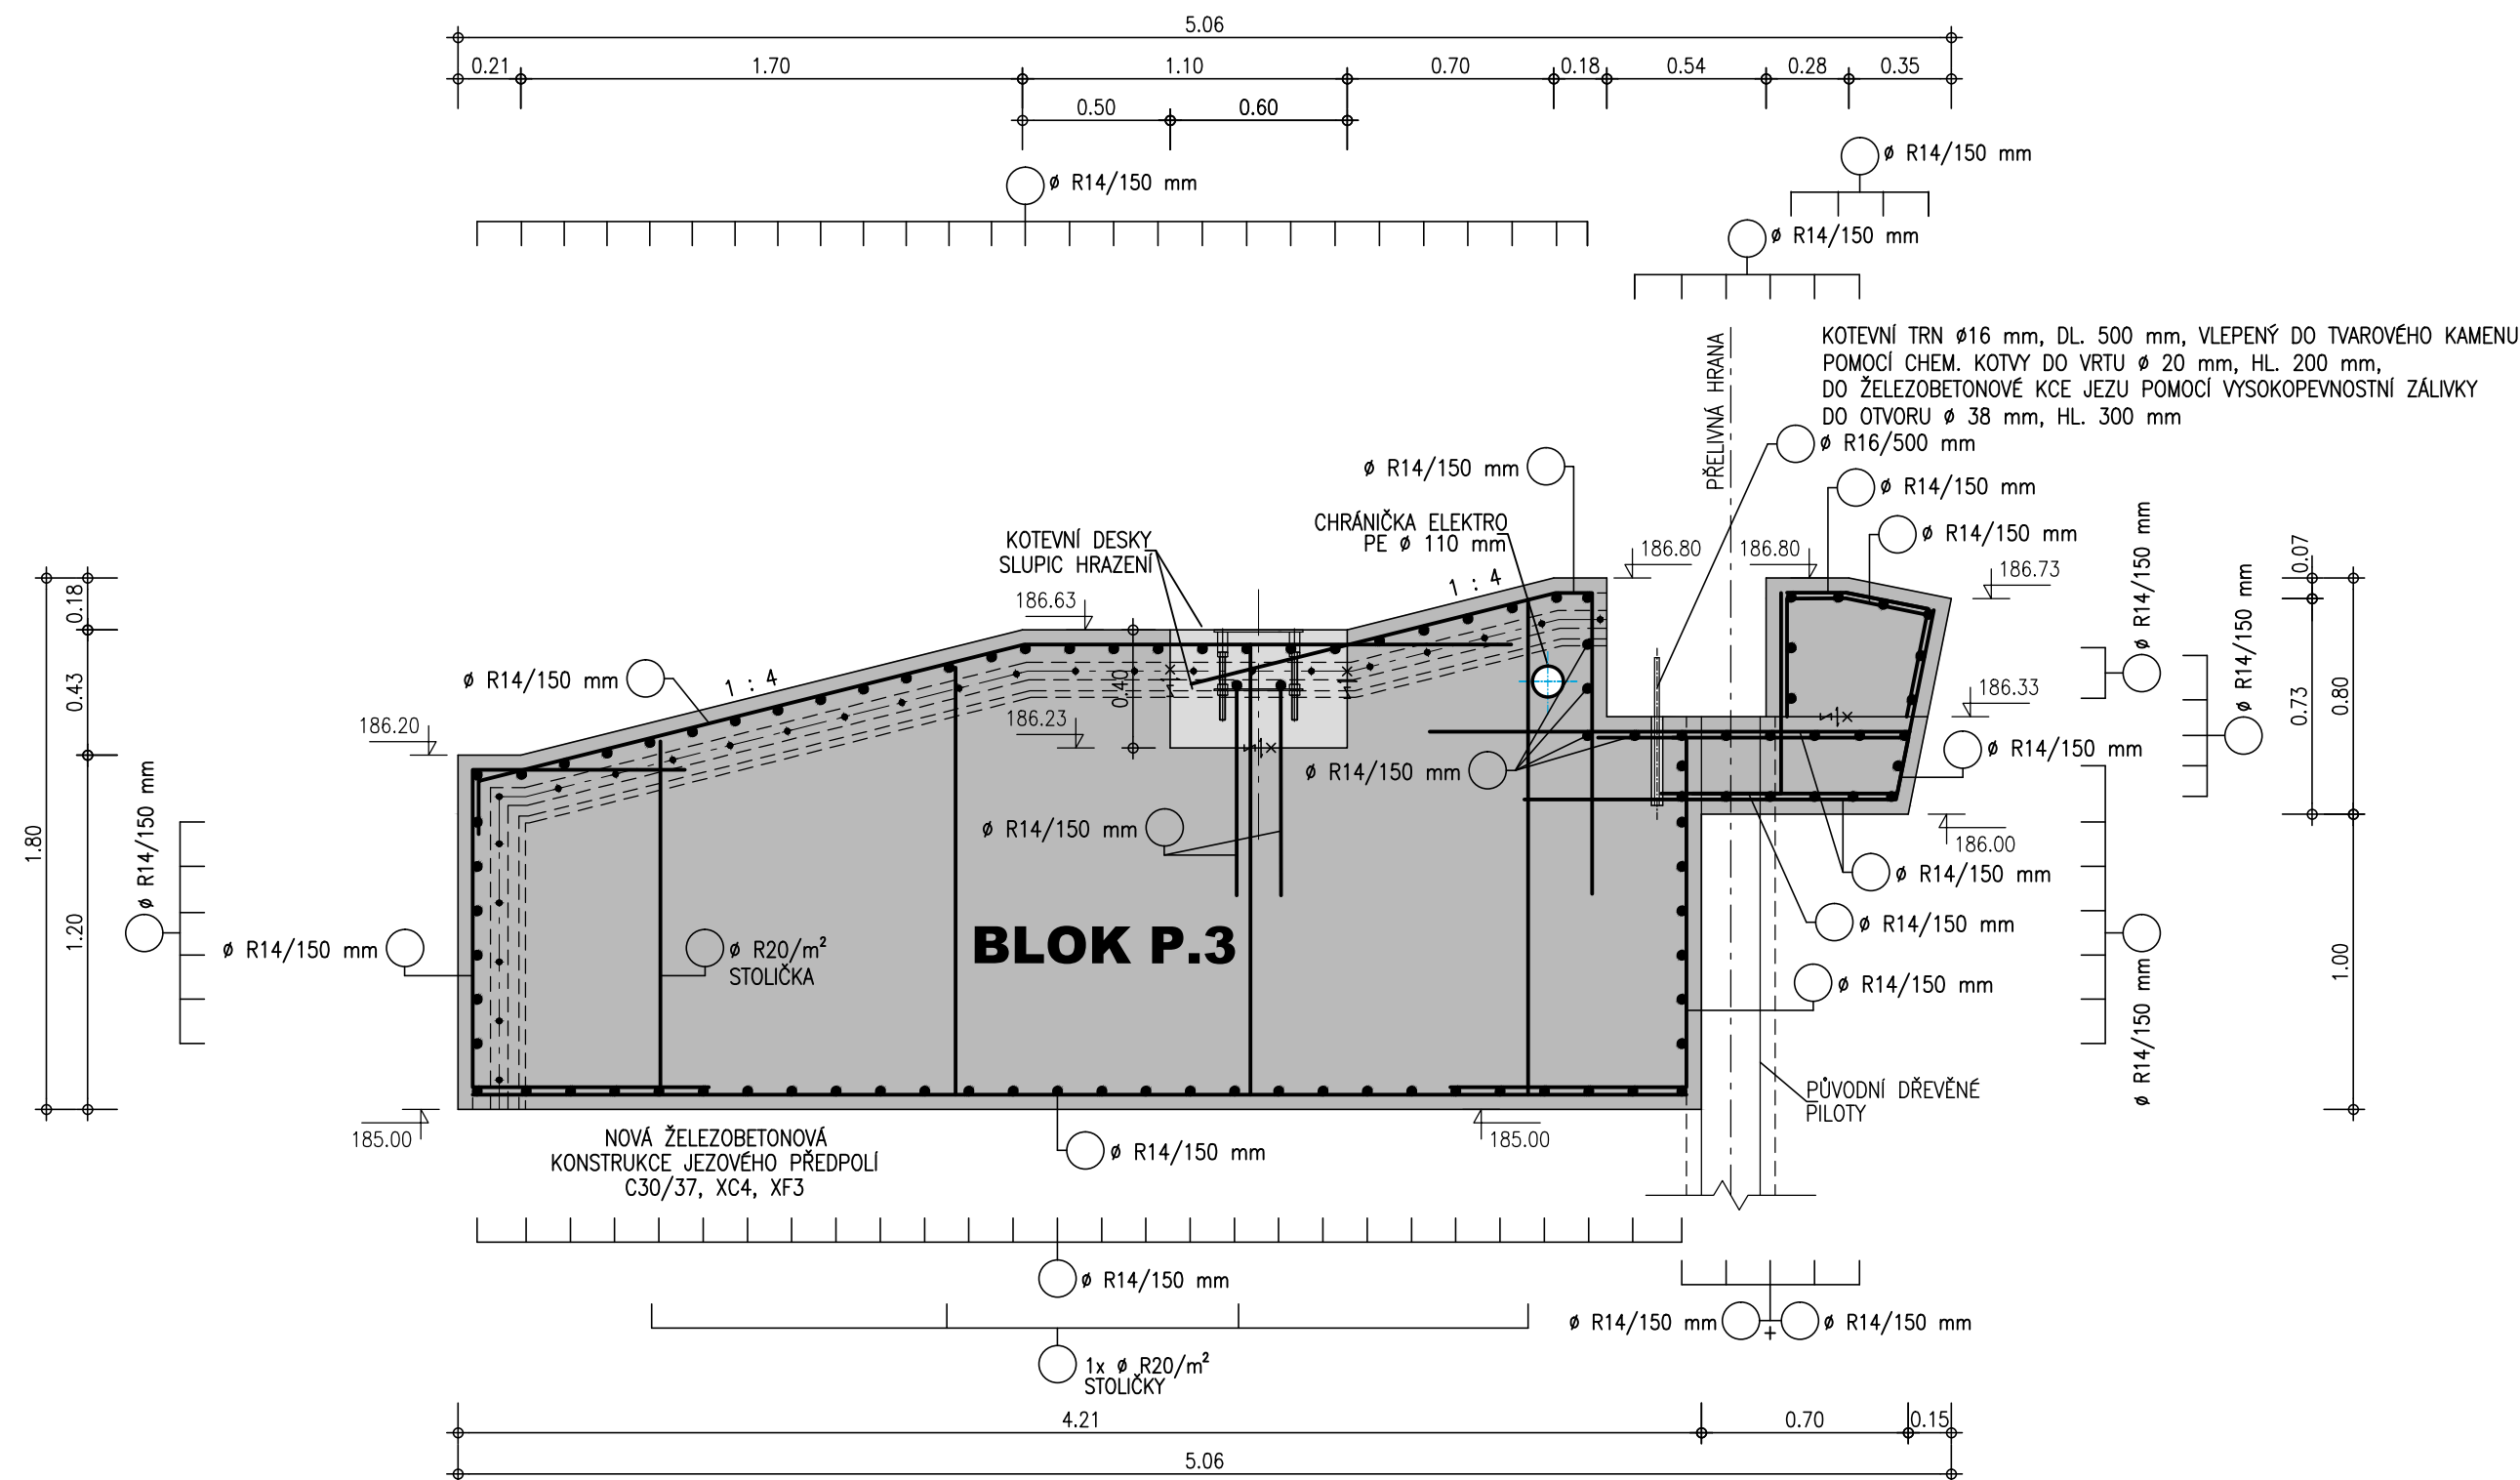 5.06
0.21 1.70 1.10 0.70 0.18 0.54 0.28 0.35
0.50 0.60
ø R14/150 mm
ø R14/150 mm
ø R14/150 mm
PŘELIVNÁ HRANA
KOTEVNÍ TRN ø16 mm, DL. 500 mm, VLEPENÝ DO TVAROVÉHO KAMENU
POMOCÍ CHEM. KOTVY DO VRTU ø 20 mm, HL. 200 mm,
DO ŽELEZOBETONOVÉ KCE JEZU POMOCÍ VYSOKOPEVNOSTNÍ ZÁLIVKY
DO OTVORU ø 38 mm, HL. 300 mm
ø R16/500 mm
ø R14/150 mm
ø R14/150 mm
ø R14/150 mm
CHRÁNIČKA ELEKTRO
PE ø 110 mm
KOTEVNÍ DESKY
SLUPIC HRAZENÍ
186.80
186.80
186.73
1 : 4
186.63
0.40
186.23
ø R14/150 mm
1 : 4
186.20
186.33
0.18
0.43
1.20
1.80
ø R14/150 mm
ø R14/150 mm
ø R14/150 mm
0.07
0.73
0.80
1.00
ø R14/150 mm
ø R14/150 mm
ø R14/150 mm
186.00
ø R14/150 mm
ø R14/150 mm
ø R14/150 mm
ø R14/150 mm
ø R20/m²
STOLIČKA
BLOK P.3
ø R14/150 mm
ø R14/150 mm
PŮVODNÍ DŘEVĚNÉ
PILOTY
185.00
185.00
NOVÁ ŽELEZOBETONOVÁ
KONSTRUKCE JEZOVÉHO PŘEDPOLÍ
C30/37, XC4, XF3
ø R14/150 mm
ø R14/150 mm
ø R14/150 mm + ø R14/150 mm
1x ø R20/m²
STOLIČKY
4.21 0.70 0.15
5.06